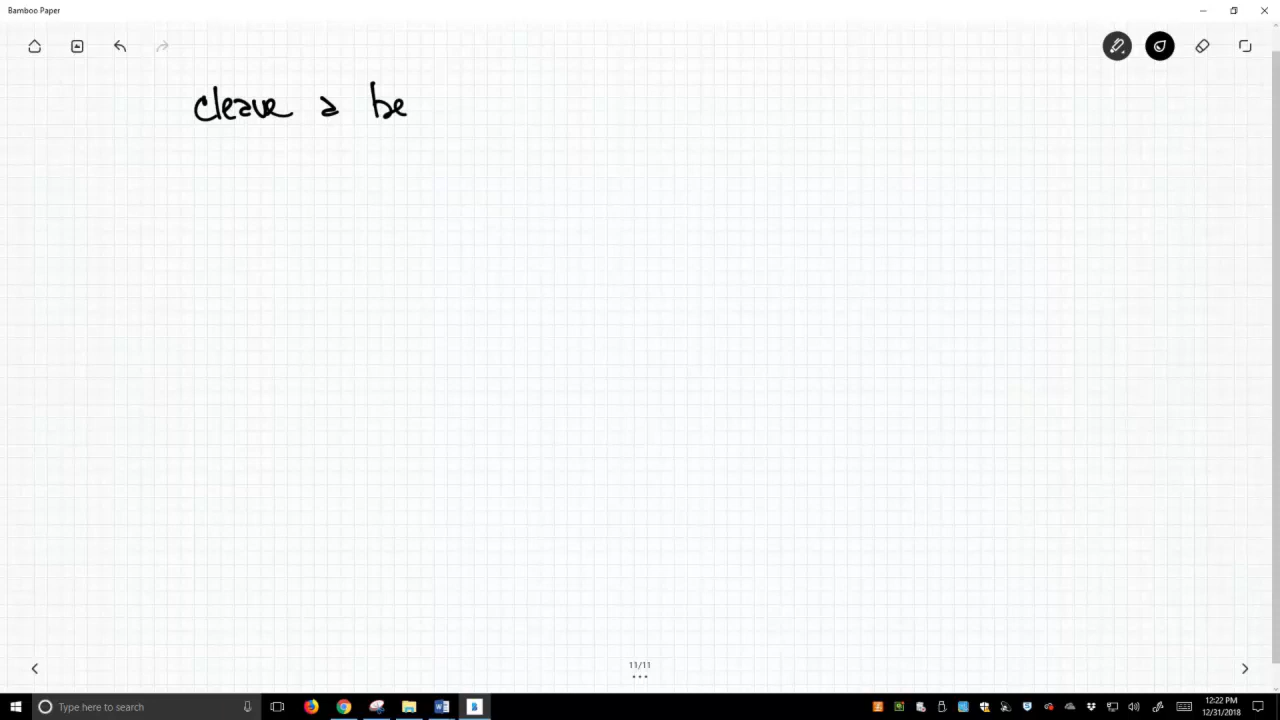 Bamboo Paper
cleave a be
11/11
Type here to search
12:22 PM
12/31/2018